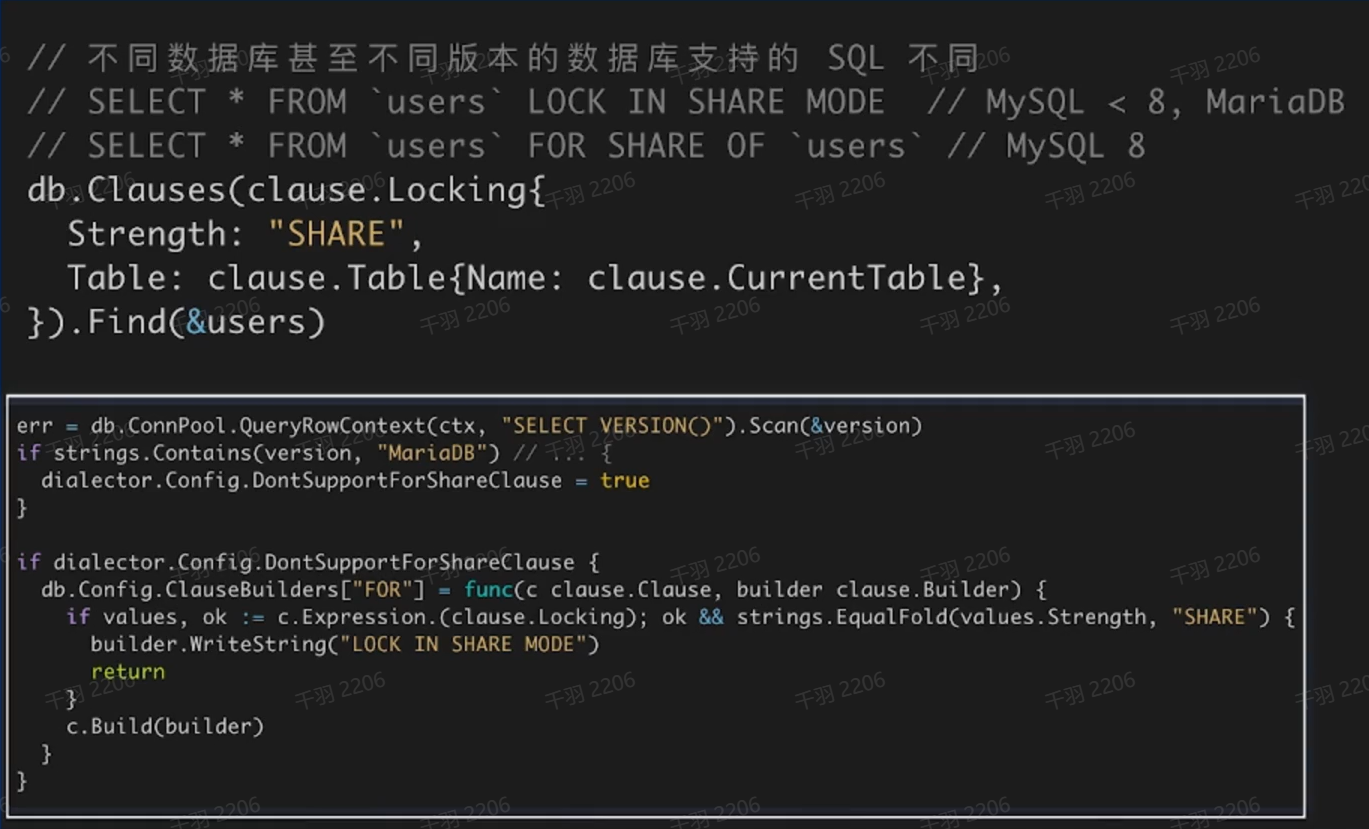 // 不同数据库甚至不同版本的数据库支持的 SQL 不同
// SELECT * FROM `users` LOCK IN SHARE MODE  // MySQL < 8, MariaDB
// SELECT * FROM `users` FOR SHARE OF `users` // MySQL 8
db.Clauses(clause.Locking{
  Strength: "SHARE",
  Table: clause.Table{Name: clause.CurrentTable},
}).Find(&users)
err = db.ConnPool.QueryRowContext(ctx, "SELECT VERSION()").Scan(&version)
if strings.Contains(version, "MariaDB") // ... {
  dialector.Config.DontSupportForShareClause = true
}
if dialector.Config.DontSupportForShareClause {
  db.Config.ClauseBuilders["FOR"] = func(c clause.Clause, builder clause.Builder) {
    if values, ok := c.Expression.(clause.Locking); ok && strings.EqualFold(values.Strength, "SHARE") {
      builder.WriteString("LOCK IN SHARE MODE")
      return
    }
    c.Build(builder)
  }
}
千羽 2206